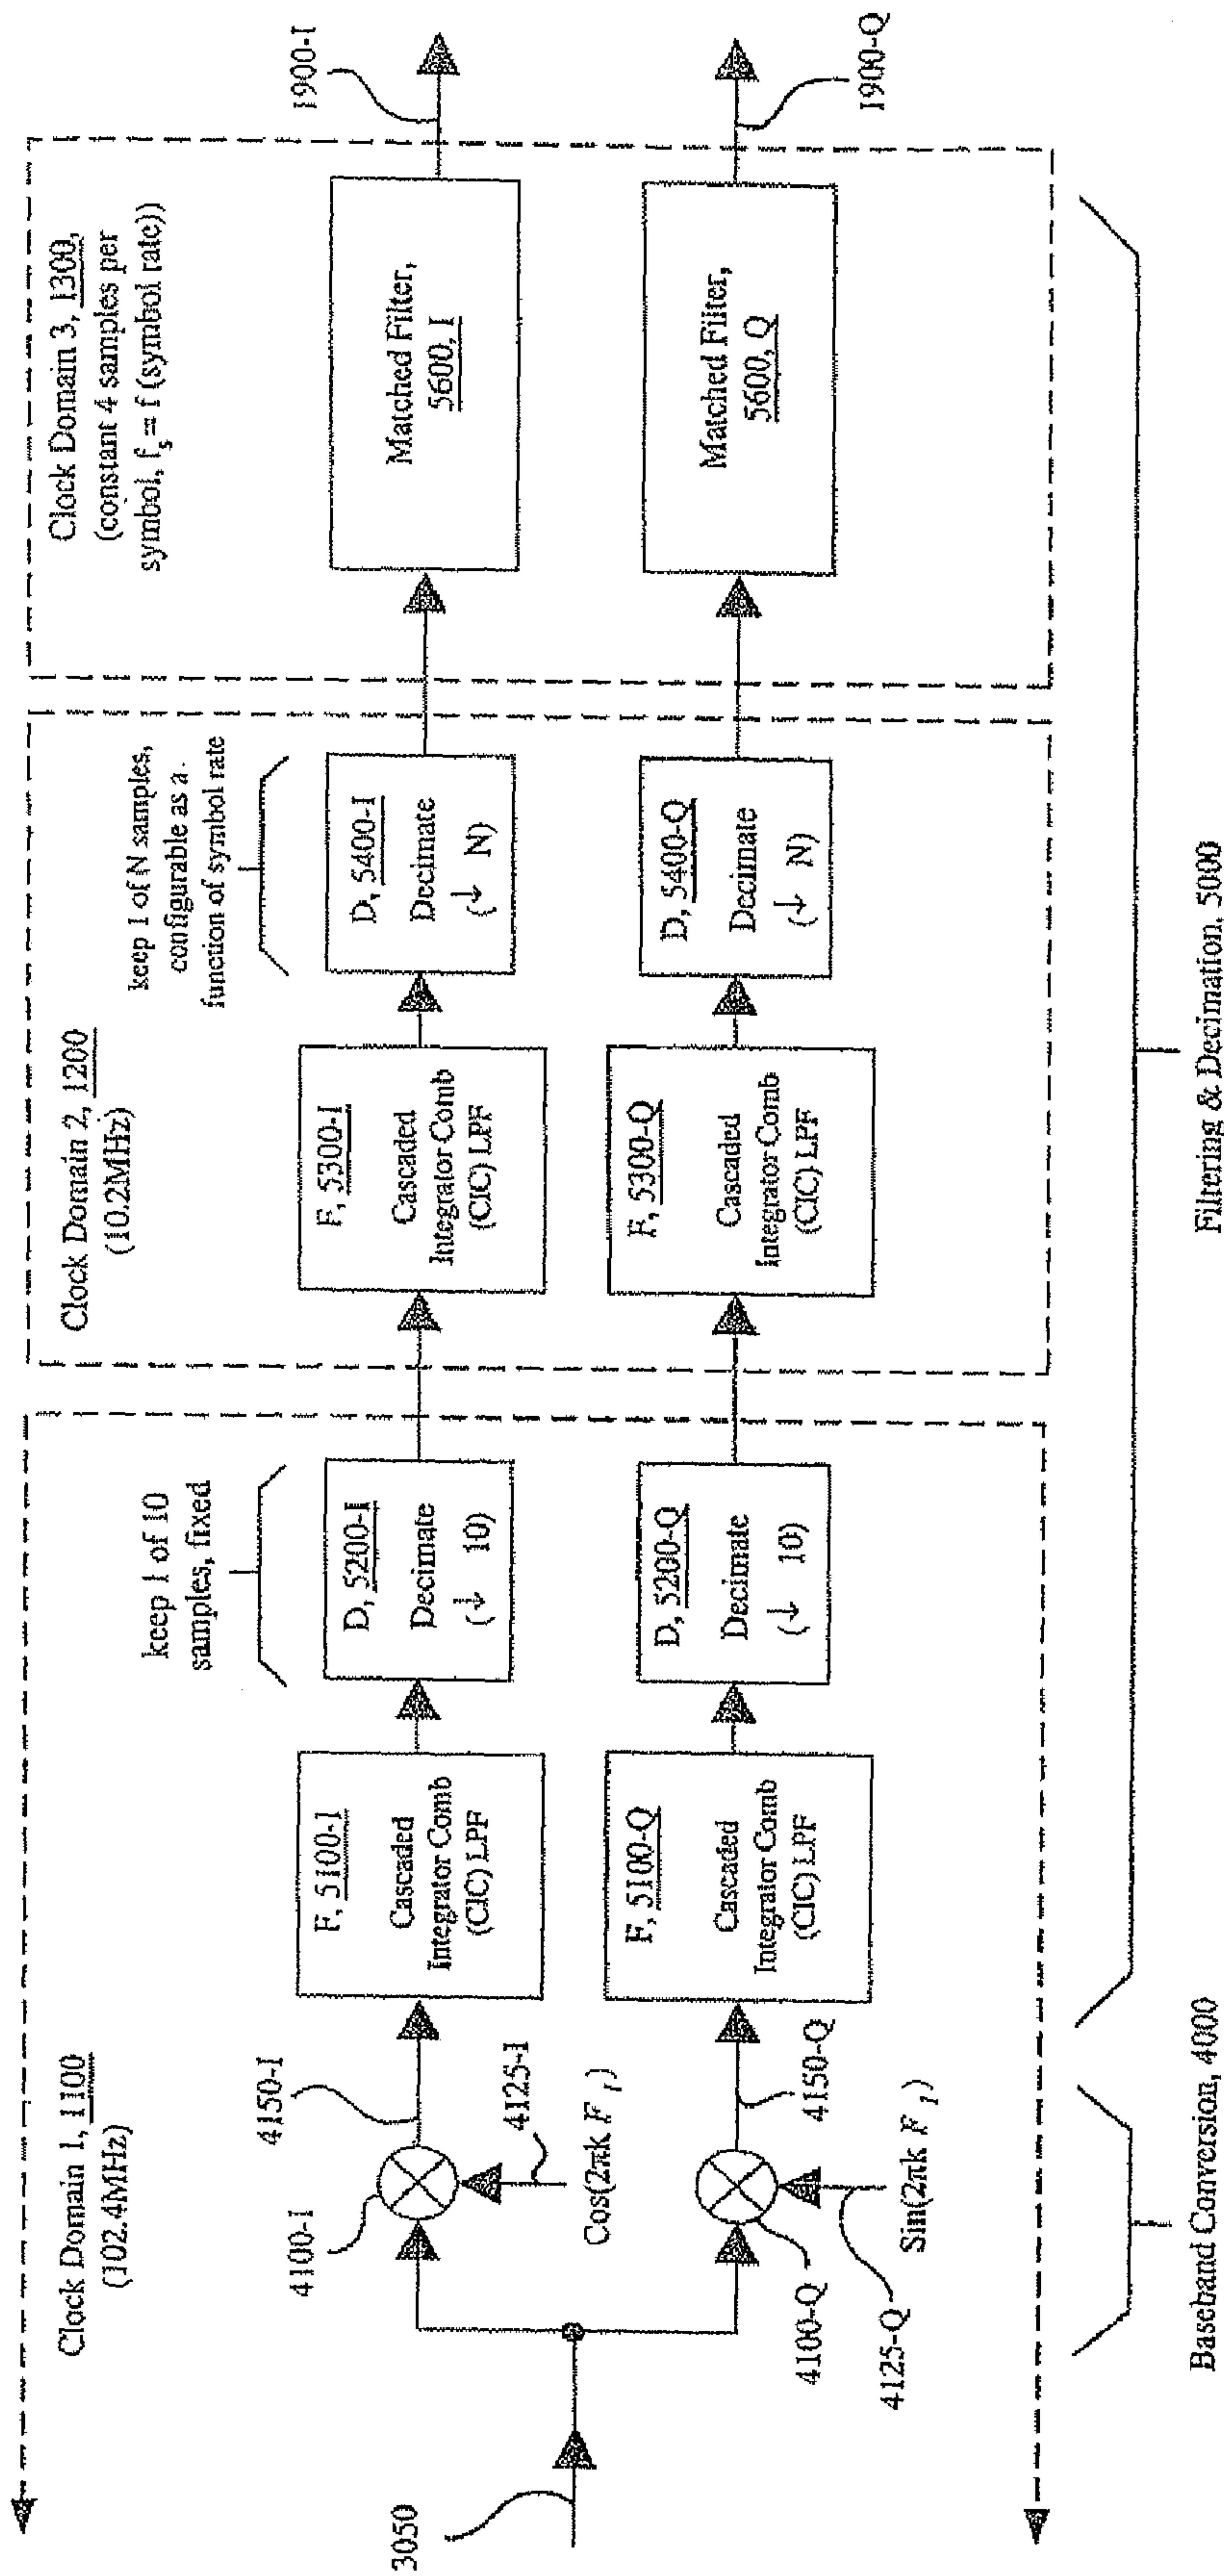 Clock Domain 1, 1100
(102.4MHz)
Clock Domain 2, 1200
(10.2MHz)
Clock Domain 3, 1300,
(constant 4 samples per
symbol, f_s = f (symbol rate))
keep 1 of 10
samples, fixed
keep 1 of N samples,
configurable as a
function of symbol rate
3050
4100-I
4150-I
4125-I
Cos(2πk F_I)
F, 5100-I
Cascaded
Integrator Comb
(CIC) LPF
D, 5200-I
Decimate
(↓ 10)
F, 5300-I
Cascaded
Integrator Comb
(CIC) LPF
D, 5400-I
Decimate
(↓ N)
Matched Filter,
5600, I
1900-I
4100-Q
4125-Q
4150-Q
Sin(2πk F_I)
F, 5100-Q
Cascaded
Integrator Comb
(CIC) LPF
D, 5200-Q
Decimate
(↓ 10)
F, 5300-Q
Cascaded
Integrator Comb
(CIC) LPF
D, 5400-Q
Decimate
(↓ N)
Matched Filter,
5600, Q
1900-Q
Baseband Conversion, 4000
Filtering & Decimation, 5000